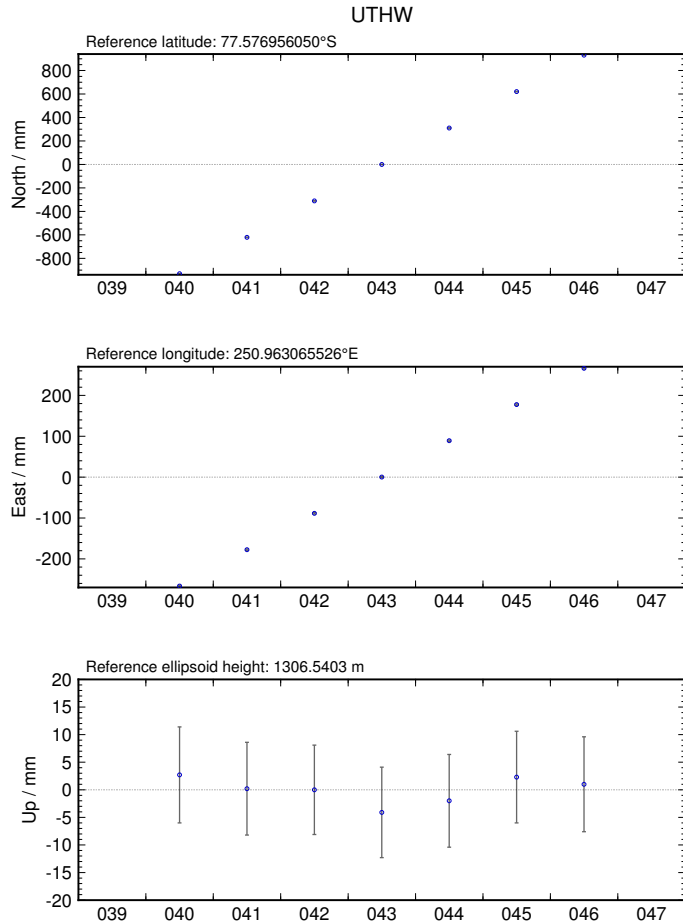 UTHW
Reference latitude: 77.576956050°S
North / mm
800
600
400
200
0
-200
-400
-600
-800
039 040 041 042 043 044 045 046 047
Reference longitude: 250.963065526°E
East / mm
200
100
0
-100
-200
039 040 041 042 043 044 045 046 047
Reference ellipsoid height: 1306.5403 m
Up / mm
20
15
10
5
0
-5
-10
-15
-20
039 040 041 042 043 044 045 046 047